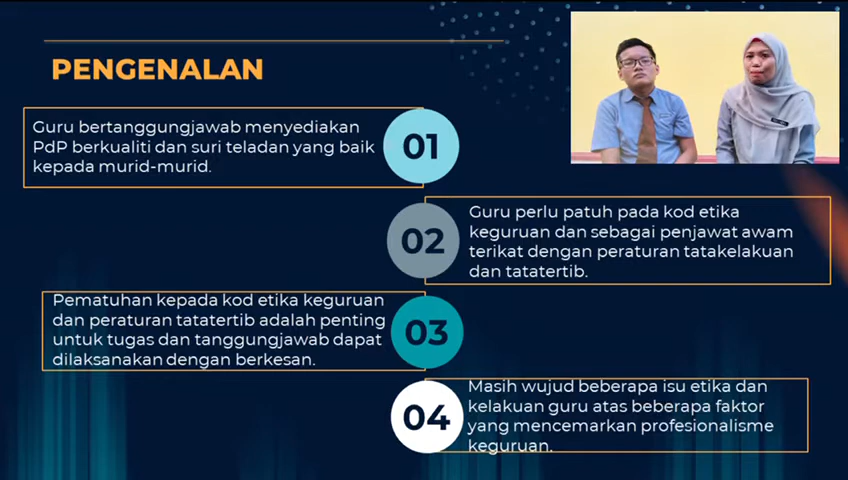 PENGENALAN
Guru bertanggungjawab menyediakan
PdP berkualiti dan suri teladan yang baik
kepada murid-murid.
01
02
Guru perlu patuh pada kod etika
keguruan dan sebagai penjawat awam
terikat dengan peraturan tatakelakuan
dan tatatertib.
Pematuhan kepada kod etika keguruan
dan peraturan tatatertib adalah penting
untuk tugas dan tanggungjawab dapat
dilaksanakan dengan berkesan.
03
04
Masih wujud beberapa isu etika dan
kelakuan guru atas beberapa faktor
yang mencemarkan profesionalisme
keguruan.